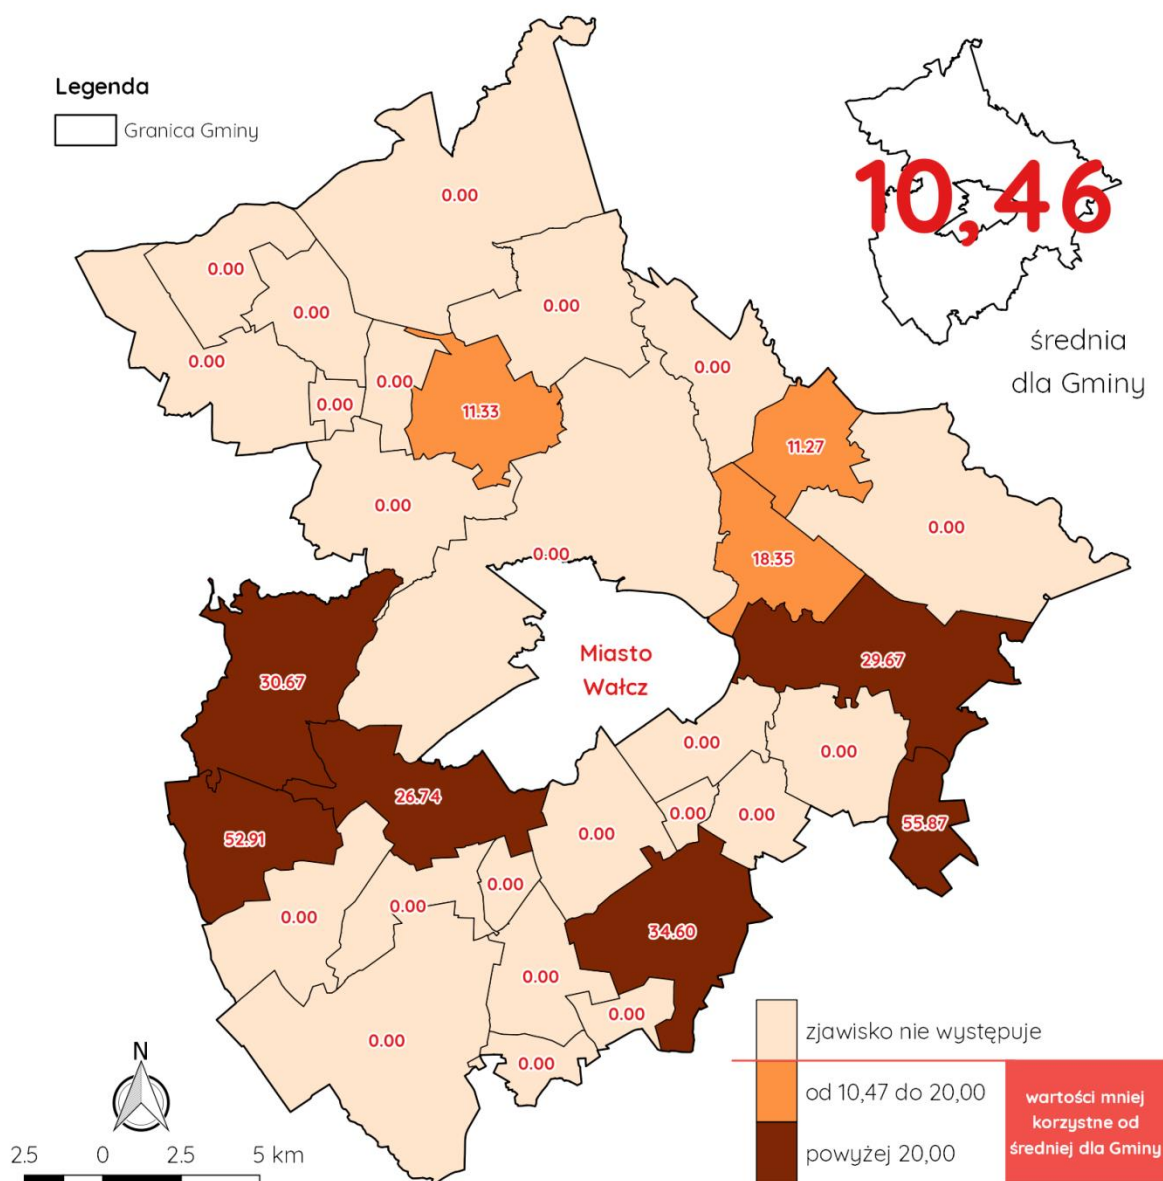 Legenda
Granica Gminy
10,46
średnia
dla Gminy
0.00
0.00
0.00
0.00
0.00
0.00
0.00
0.00
0.00
11.33
11.27
0.00
0.00
0.00
18.35
Miasto
Wałcz
29.67
30.67
0.00
0.00
26.74
0.00
0.00
55.87
0.00
52.91
0.00
0.00
0.00
34.60
0.00
0.00
0.00
0.00
zjawisko nie występuje
od 10,47 do 20,00
powyżej 20,00
wartości mniej
korzystne od
średniej dla Gminy
N
2.5 0 2.5 5 km